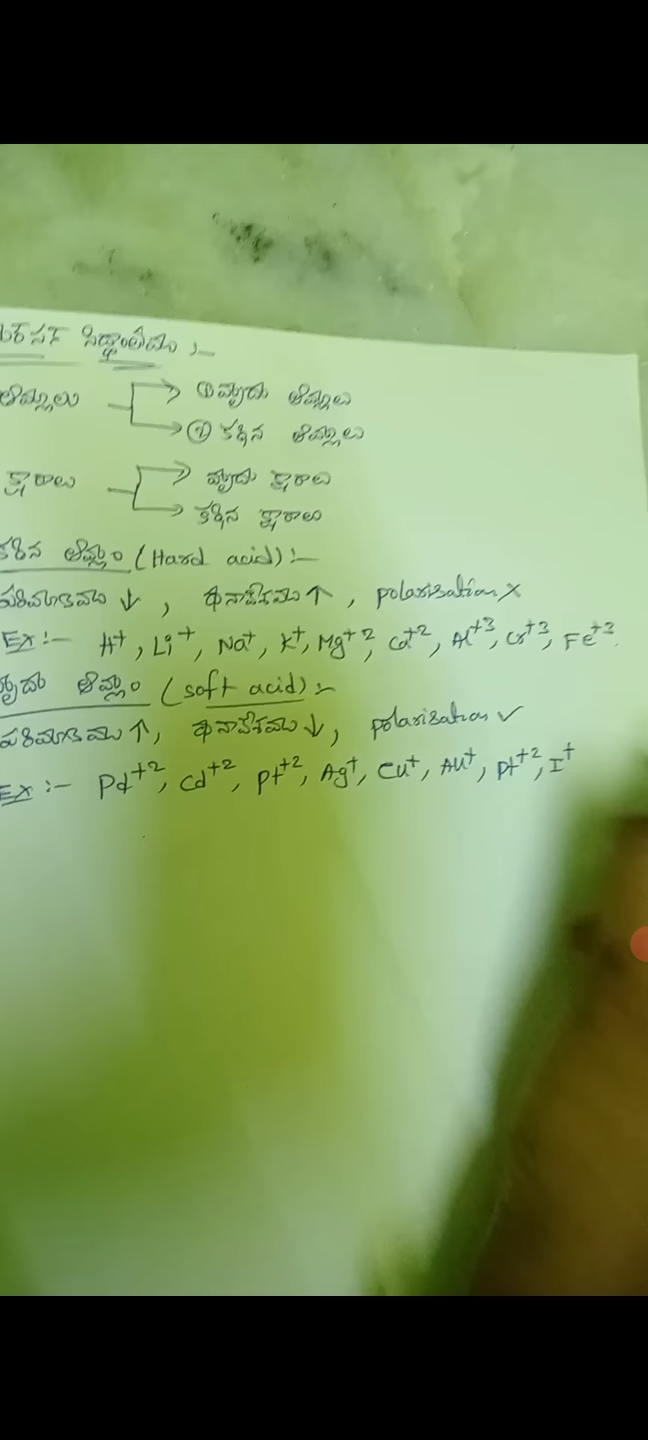 సిద్ధాంతము :-
ఆమ్లాలు → ① మృదు ఆమ్లాలు
→ ② కఠిన ఆమ్లాలు
క్షారాలు → మృదు క్షారాలు
→ కఠిన క్షారాలు
కఠిన ఆమ్లం (Hard acid) :-
పరిమాణము ↓, ధనావేశము ↑, polarisation ×
Ex :- H+, Li+, Na+, K+, Mg+2, Ca+2, Al+3, Cr+3, Fe+3.
మృదు ఆమ్లం (soft acid) :-
పరిమాణము ↑, ధనావేశము ↓, polarisation ✓
Ex :- Pd+2, Cd+2, Pt+2, Ag+, Cu+, Au+, Pt+2, I+